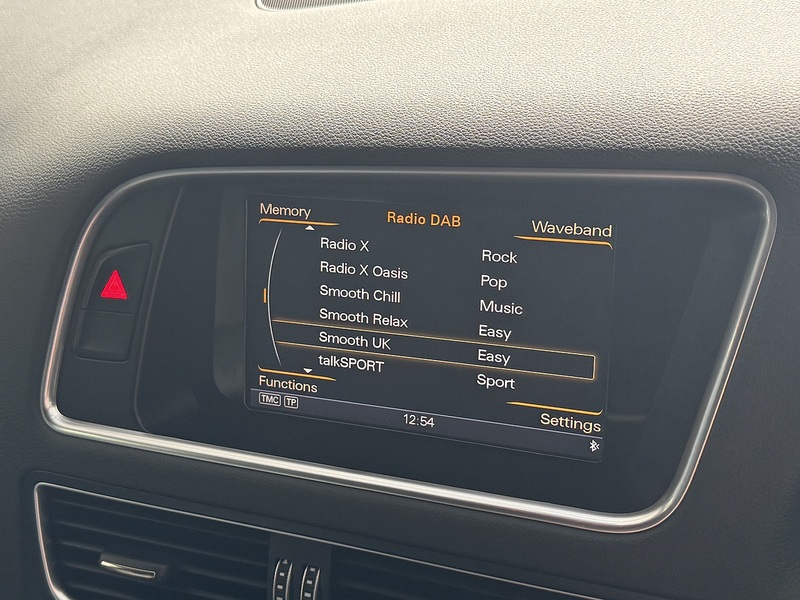 Memory
Radio DAB
Waveband
Radio X Rock
Radio X Oasis Pop
Smooth Chill Music
Smooth Relax Easy
Smooth UK Easy
talkSPORT Sport
Functions
Settings
TMC TP
12:54